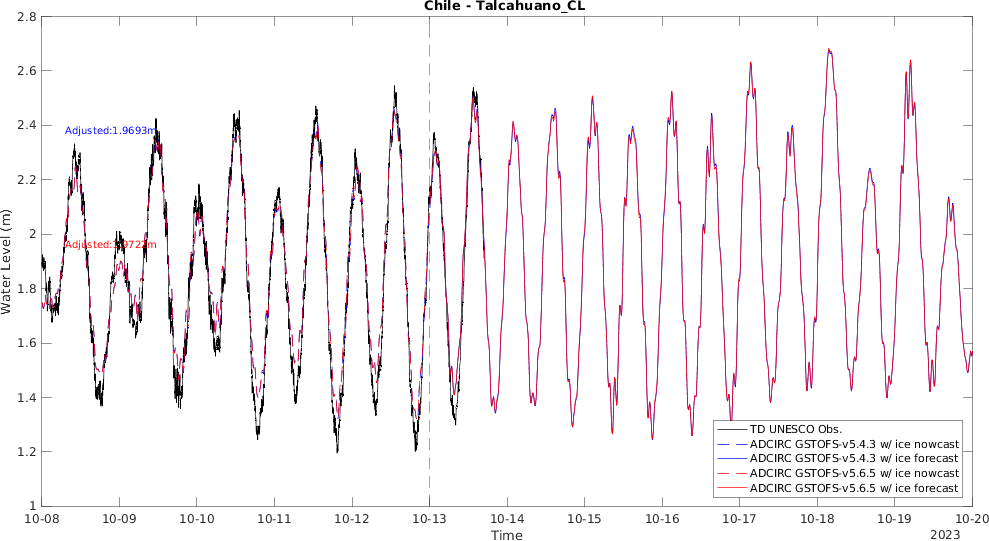 Chile - Talcahuano_CL
2.8
2.6
2.4
2.2
2
1.8
1.6
1.4
1.2
1
Water Level (m)
Adjusted:1.9693m
Adjusted:1.9722m
TD UNESCO Obs.
ADCIRC GSTOFS-v5.4.3 w/ ice nowcast
ADCIRC GSTOFS-v5.4.3 w/ ice forecast
ADCIRC GSTOFS-v5.6.5 w/ ice nowcast
ADCIRC GSTOFS-v5.6.5 w/ ice forecast
10-08 10-09 10-10 10-11 10-12 10-13 10-14 10-15 10-16 10-17 10-18 10-19 10-20
Time
2023